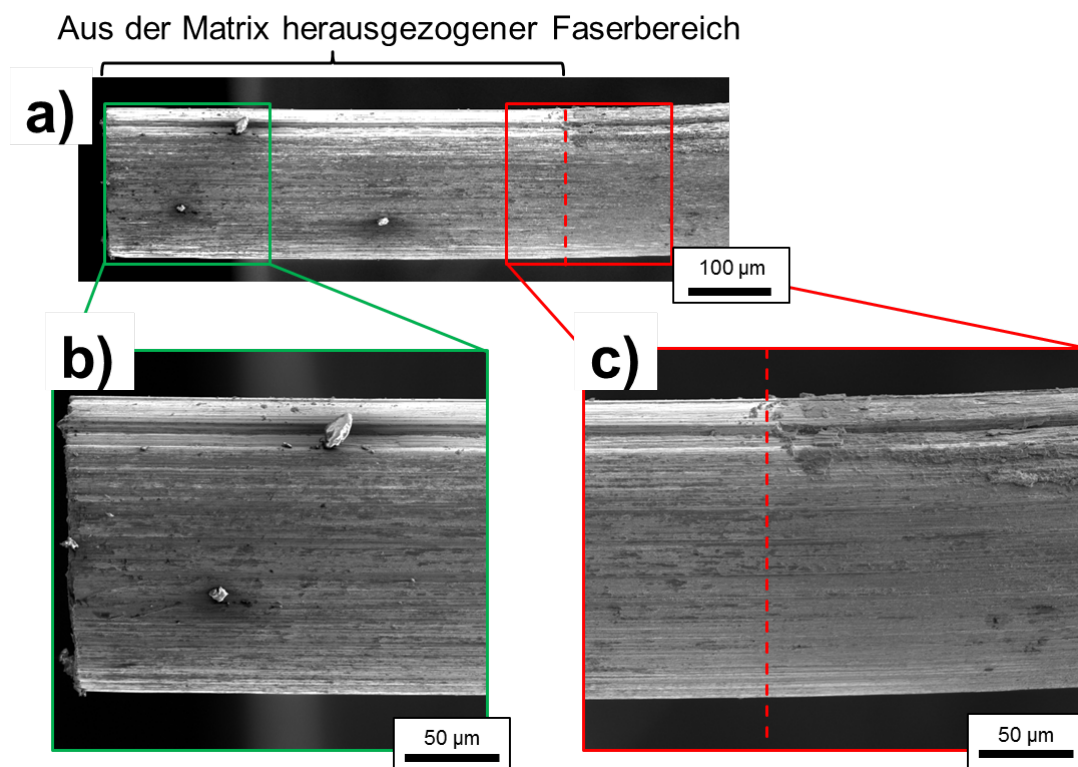 Aus der Matrix herausgezogener Faserbereich
a)
100 µm
b)
c)
50 µm
50 µm